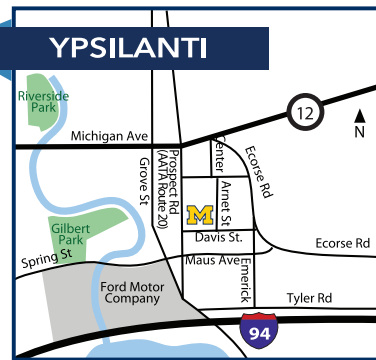 YPSILANTI
Riverside
Park
12
N
Michigan Ave
Center
Ecorse Rd
Grove St
Prospect Rd
(AATA Route 20)
Arnet St
M
Gilbert
Park
Davis St.
Ecorse Rd
Spring St
Maus Ave
Emerick
Ford Motor
Company
Tyler Rd
94